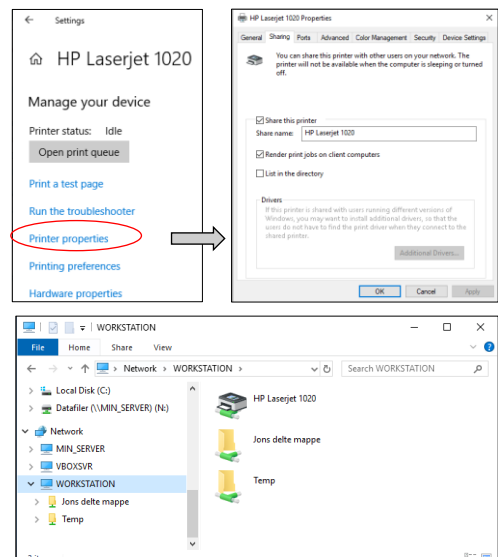 Settings
HP Laserjet 1020
Manage your device
Printer status: Idle
Open print queue
Print a test page
Run the troubleshooter
Printer properties
Printing preferences
Hardware properties
HP Laserjet 1020 Properties
General Sharing Ports Advanced Color Management Security Device Settings
You can share this printer with other users on your network. The
printer will not be available when the computer is sleeping or turned
off.
Share this printer
Share name: HP Laserjet 1020
Render print jobs on client computers
List in the directory
Drivers
If this printer is shared with users running different versions of
Windows, you may want to install additional drivers, so that the
users do not have to find the print driver when they connect to the
shared printer.
Additional Drivers...
OK Cancel Apply
WORKSTATION
File Home Share View
Network WORKSTATION Search WORKSTATION
Local Disk (C:)
Datafiler (\\MIN_SERVER) (N:)
Network
MIN_SERVER
VBOXSVR
WORKSTATION
Jons delte mappe
Temp
HP Laserjet 1020
Jons delte mappe
Temp